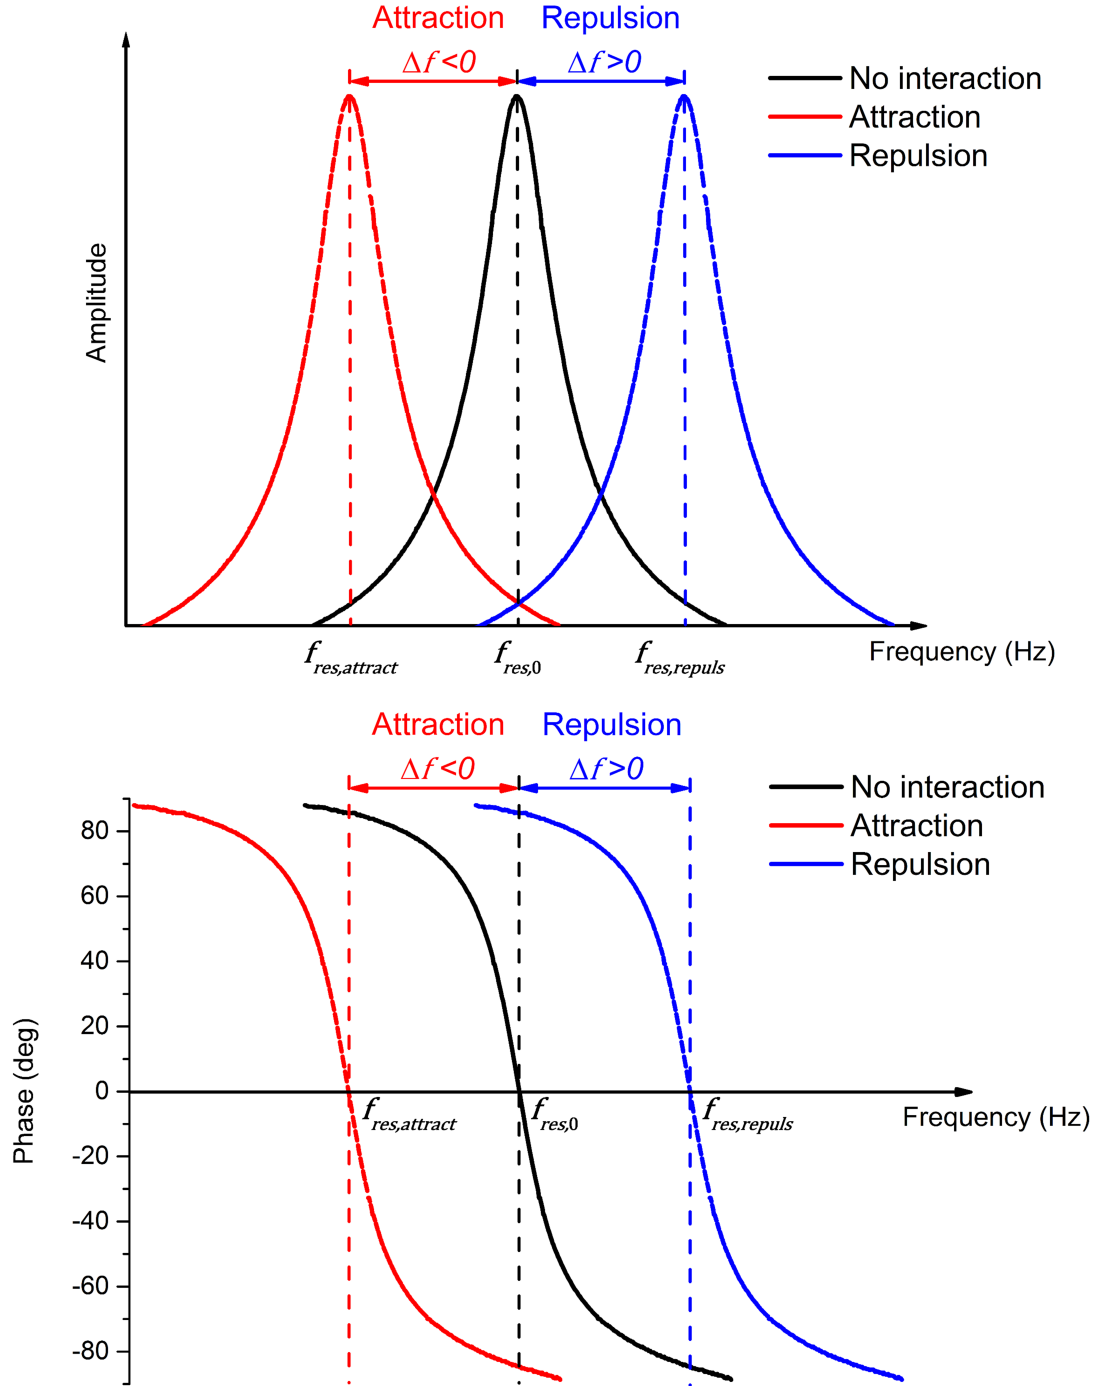 Attraction Repulsion
Δf<0 Δf>0
No interaction
Attraction
Repulsion
Amplitude
f res,attract f res,0 f res,repuls
Frequency (Hz)
Attraction Repulsion
Δf<0 Δf>0
No interaction
Attraction
Repulsion
80
60
40
20
0
-20
-40
-60
-80
Phase (deg)
f res,attract f res,0 f res,repuls
Frequency (Hz)